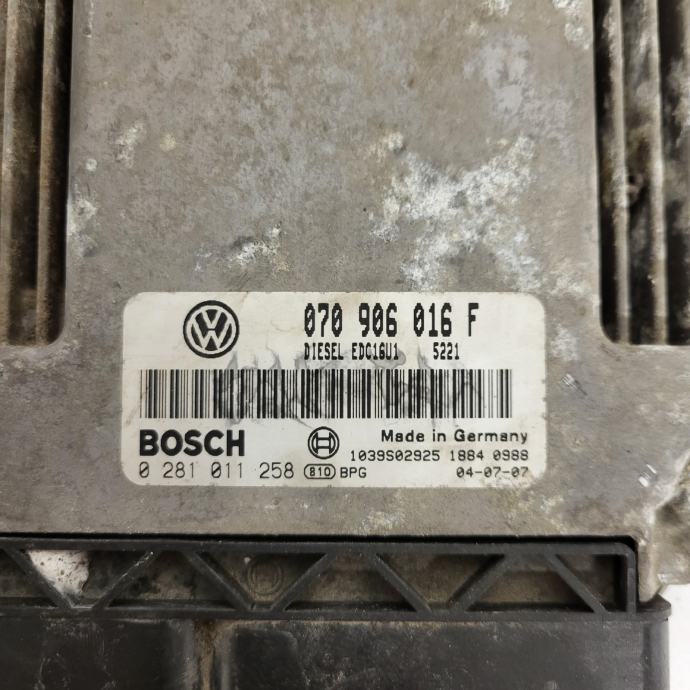 070 906 016 F
DIESEL EDC16U1 5221
BOSCH
Made in Germany
1039S02925 1884 0988
0 281 011 258 810 BPG 04-07-07